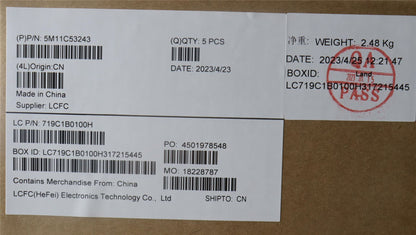 (P)P/N: 5M11C53243
(Q)QTY: 5 PCS
(4L)Origin:CN
DATE: 2023/4/23
Made in China
Supplier: LCFC
净重: WEIGHT: 2.48 Kg
DATE: 2023/4/25 12:21:47
BOXID: Land
LC719C1B0100H317215445
QA
PASS
LC P/N: 719C1B0100H
PO: 4501978548
BOX ID: LC719C1B0100H317215445
MO: 18228787
Contains Merchandise From: China
LCFC(HeFei) Electronics Technology Co., Ltd
SHIPTO: CN